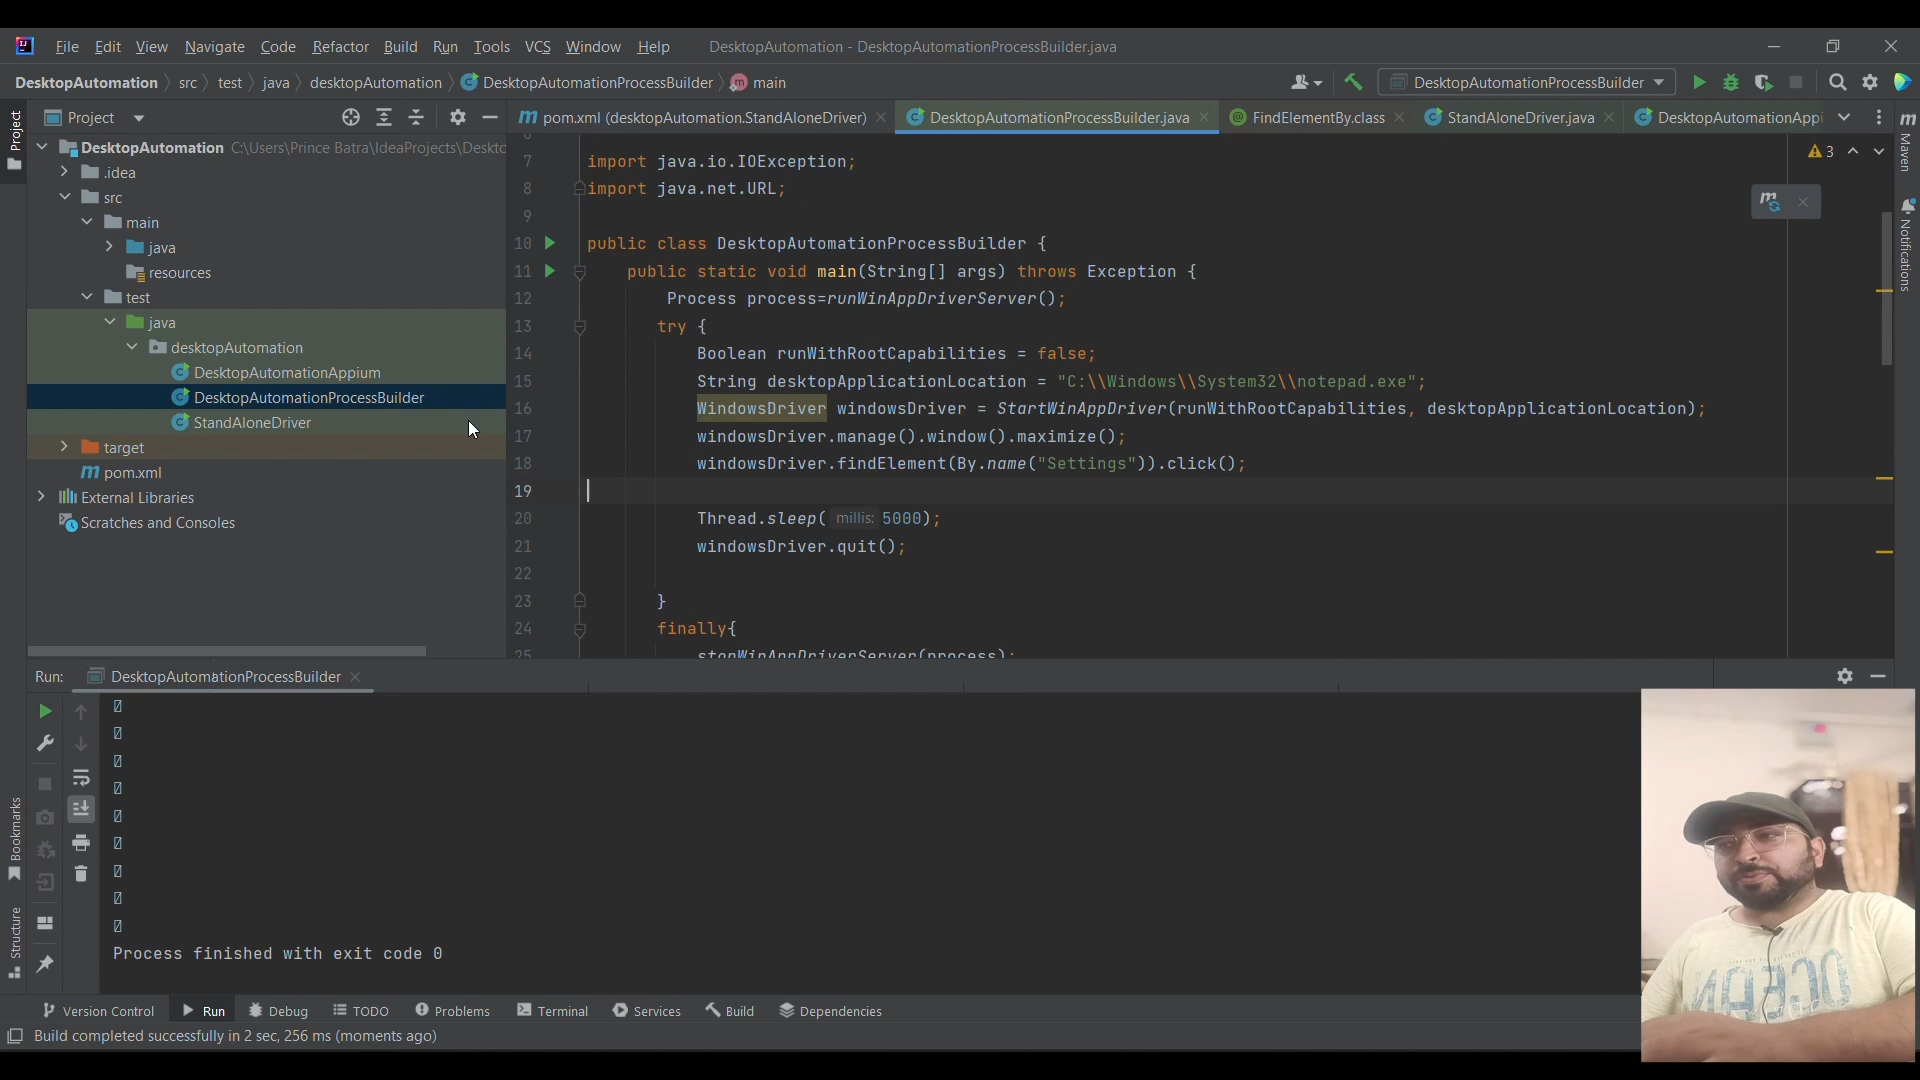 File Edit View Navigate Code Refactor Build Run Tools VCS Window Help DesktopAutomation - DesktopAutomationProcessBuilder.java
DesktopAutomation src test java desktopAutomation DesktopAutomationProcessBuilder main
DesktopAutomationProcessBuilder
Project
pom.xml (desktopAutomation.StandAloneDriver)
DesktopAutomationProcessBuilder.java
FindElementBy.class
StandAloneDriver.java
DesktopAutomationAppi
Project
Bookmarks
Structure
Maven
Notifications
DesktopAutomation C:\Users\Prince Batra\IdeaProjects\Deskto
.idea
src
main
java
resources
test
java
desktopAutomation
DesktopAutomationAppium
DesktopAutomationProcessBuilder
StandAloneDriver
target
pom.xml
External Libraries
Scratches and Consoles
3
7 import java.io.IOException;
8 import java.net.URL;
9
10 public class DesktopAutomationProcessBuilder {
11 public static void main(String[] args) throws Exception {
12 Process process=runWinAppDriverServer();
13 try {
14 Boolean runWithRootCapabilities = false;
15 String desktopApplicationLocation = "C:\\Windows\\System32\\notepad.exe";
16 WindowsDriver windowsDriver = StartWinAppDriver(runWithRootCapabilities, desktopApplicationLocation);
17 windowsDriver.manage().window().maximize();
18 windowsDriver.findElement(By.name("Settings")).click();
19
20 Thread.sleep( millis: 5000);
21 windowsDriver.quit();
22
23 }
24 finally{
25 stopWinAppDriverServer(process);
Run: DesktopAutomationProcessBuilder
Process finished with exit code 0
Version Control Run Debug TODO Problems Terminal Services Build Dependencies
Build completed successfully in 2 sec, 256 ms (moments ago)